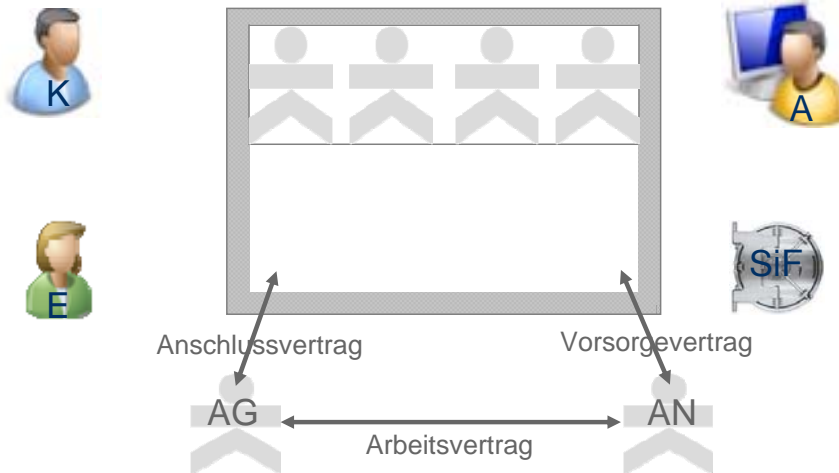 K
A
E
SiF
Anschlussvertrag
Vorsorgevertrag
AG
AN
Arbeitsvertrag